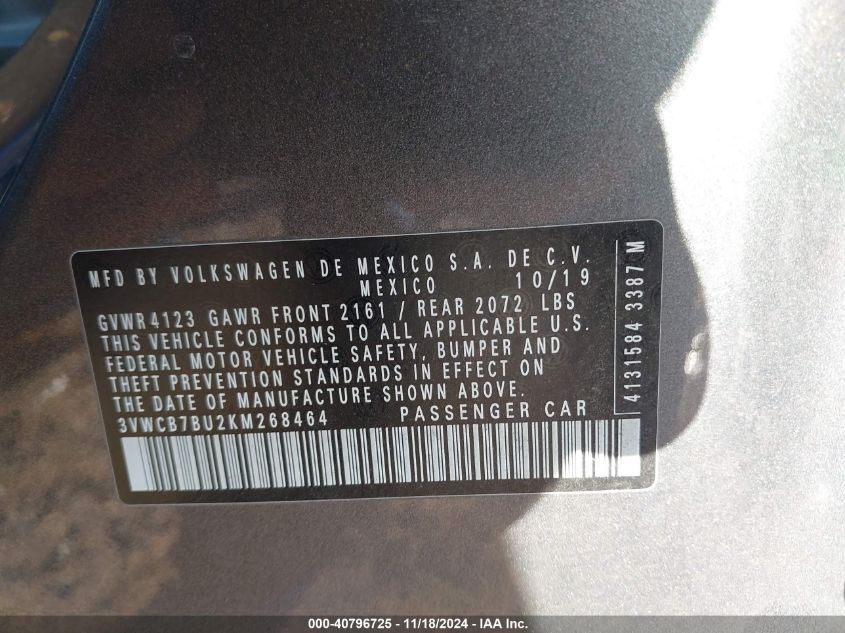 MFD BY VOLKSWAGEN DE MEXICO S.A. DE C.V.
MEXICO 10/19
GVWR 4123 GAWR FRONT 2161 / REAR 2072 LBS
THIS VEHICLE CONFORMS TO ALL APPLICABLE U.S.
FEDERAL MOTOR VEHICLE SAFETY, BUMPER AND
THEFT PREVENTION STANDARDS IN EFFECT ON
THE DATE OF MANUFACTURE SHOWN ABOVE.
3VWCB7BU2KM268464 PASSENGER CAR
4131584 3387 M
000-40796725 - 11/18/2024 - IAA Inc.